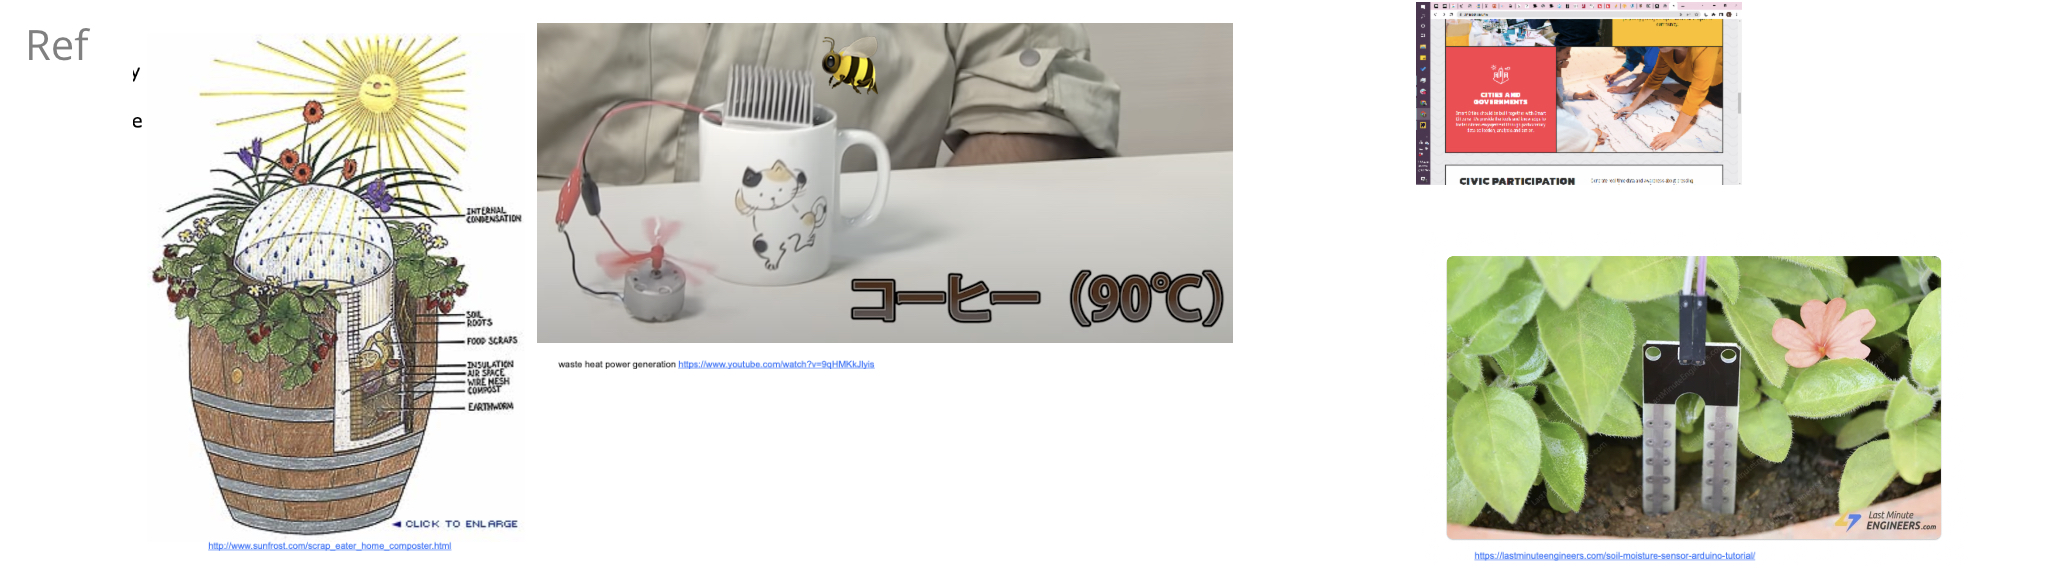 Ref
y
e
INTERNAL
CONDENSATION
SOIL
ROOTS
FOOD SCRAPS
INSULATION
AIR SPACE
WIRE MESH
COMPOST
EARTHWORM
◄ CLICK TO ENLARGE
http://www.sunfrost.com/scrap_eater_home_composter.html
コーヒー（90℃）
waste heat power generation https://www.youtube.com/watch?v=9qHMKkJlyis
CITIES AND
GOVERNMENTS
CIVIC PARTICIPATION
Last Minute
ENGINEERS.com
https://lastminuteengineers.com/soil-moisture-sensor-arduino-tutorial/